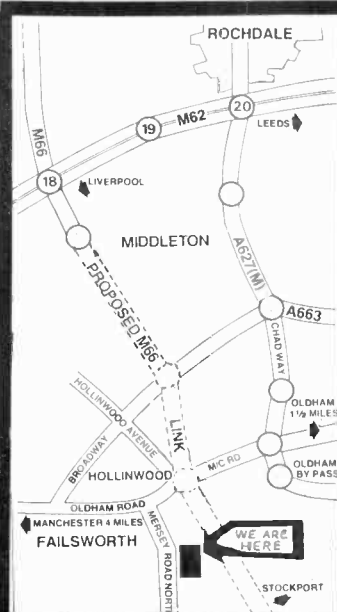 ROCHDALE
20
M62
19
LEEDS
M66
18
LIVERPOOL
MIDDLETON
A627(M)
PROPOSED M66
A663
CHAD WAY
HOLLINWOOD AVENUE
OLDHAM
1½ MILES
LINK
BROADWAY
HOLLINWOOD
M/C RD
OLDHAM
BY PASS
OLDHAM ROAD
MANCHESTER 4 MILES
FAILSWORTH
MERSEY ROAD NORTH
WE ARE
HERE
STOCKPORT